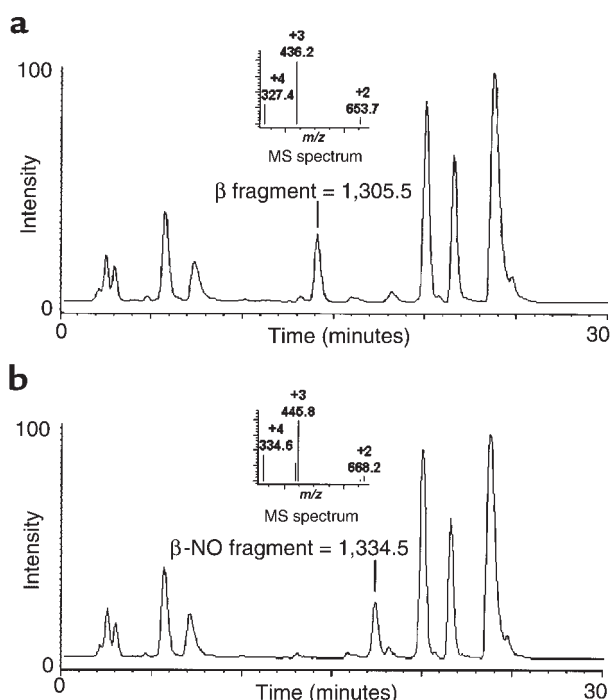 a
100
+3
436.2
+4
327.4
+2
653.7
m/z
MS spectrum
β fragment = 1,305.5
Intensity
0
0
30
Time (minutes)
b
100
+3
445.8
+4
334.6
+2
668.2
m/z
MS spectrum
β-NO fragment = 1,334.5
Intensity
0
0
30
Time (minutes)